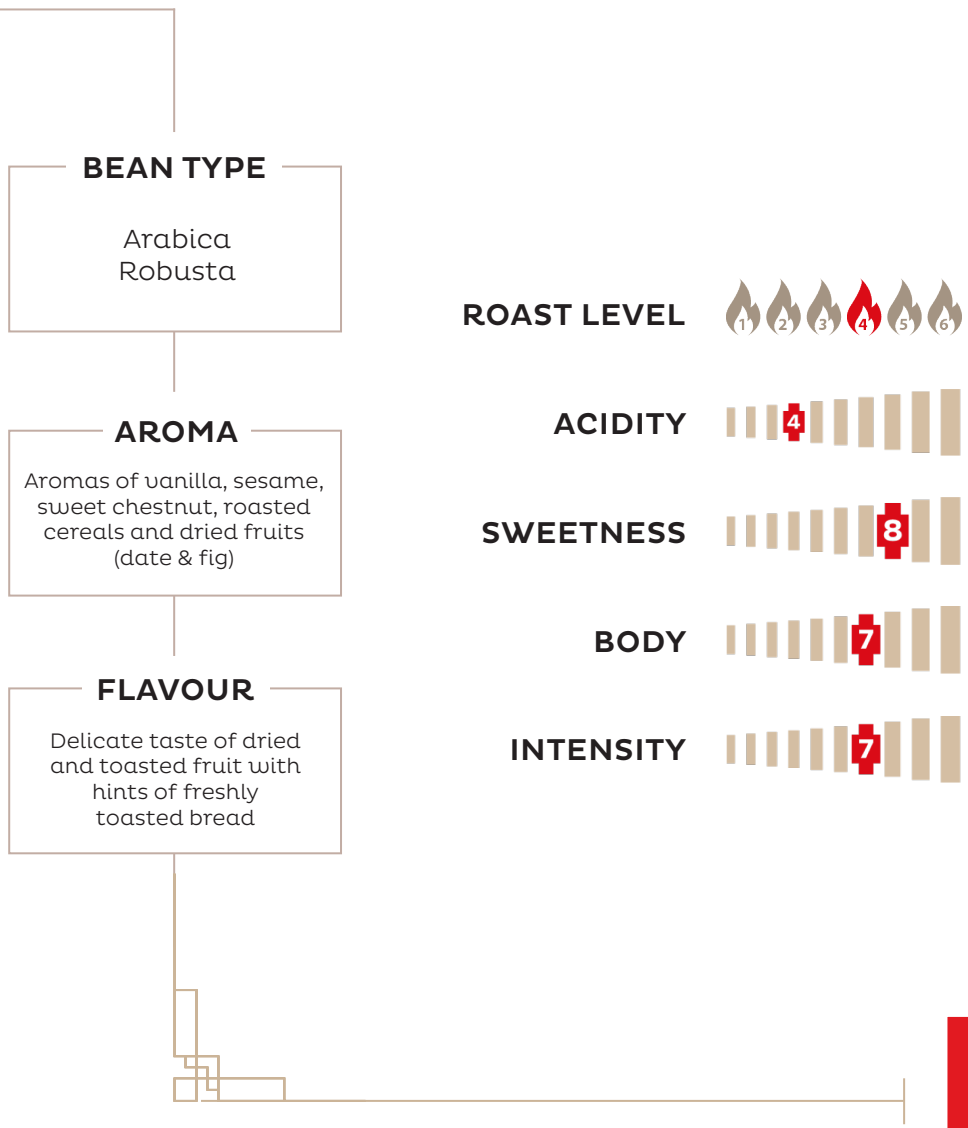 BEAN TYPE
Arabica
Robusta
AROMA
Aromas of vanilla, sesame,
sweet chestnut, roasted
cereals and dried fruits
(date & fig)
FLAVOUR
Delicate taste of dried
and toasted fruit with
hints of freshly
toasted bread
ROAST LEVEL 1 2 3 4 5 6
ACIDITY 4
SWEETNESS 8
BODY 7
INTENSITY 7